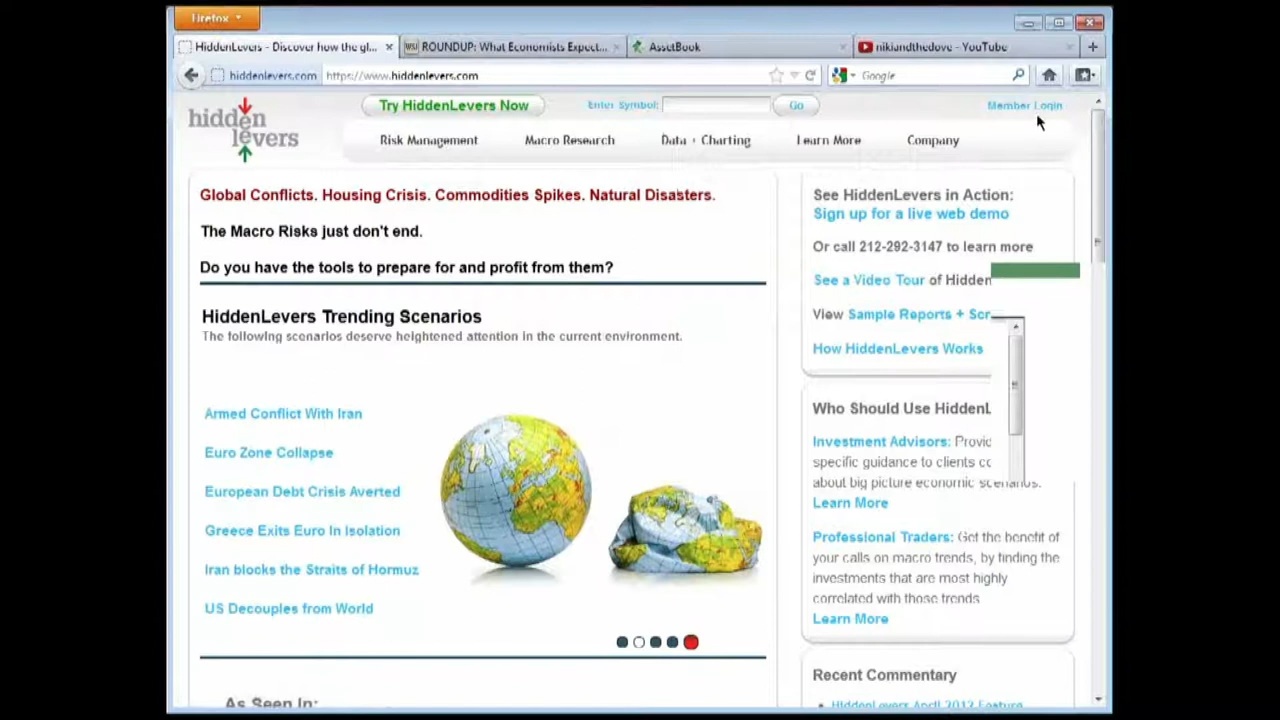 Firefox
HiddenLevers - Discover how the gl...
ROUNDUP: What Economists Expect...
AssetBook
nikiandthedove - YouTube
hiddenlevers.com
https://www.hiddenlevers.com
Google
hidden
levers
Try HiddenLevers Now
Enter Symbol:
Go
Member Login
Risk Management
Macro Research
Data + Charting
Learn More
Company
Global Conflicts. Housing Crisis. Commodities Spikes. Natural Disasters.
The Macro Risks just don't end.
Do you have the tools to prepare for and profit from them?
HiddenLevers Trending Scenarios
The following scenarios deserve heightened attention in the current environment.
Armed Conflict With Iran
Euro Zone Collapse
European Debt Crisis Averted
Greece Exits Euro In Isolation
Iran blocks the Straits of Hormuz
US Decouples from World
As Seen In:
See HiddenLevers in Action:
Sign up for a live web demo
Or call 212-292-3147 to learn more
See a Video Tour of Hidden
View Sample Reports + Scr
How HiddenLevers Works
Who Should Use HiddenL
Investment Advisors: Provic
specific guidance to clients cc
about big picture economic scenarios.
Learn More
Professional Traders: Get the benefit of
your calls on macro trends, by finding the
investments that are most highly
correlated with those trends
Learn More
Recent Commentary
HiddenLevers April 2012 Feature